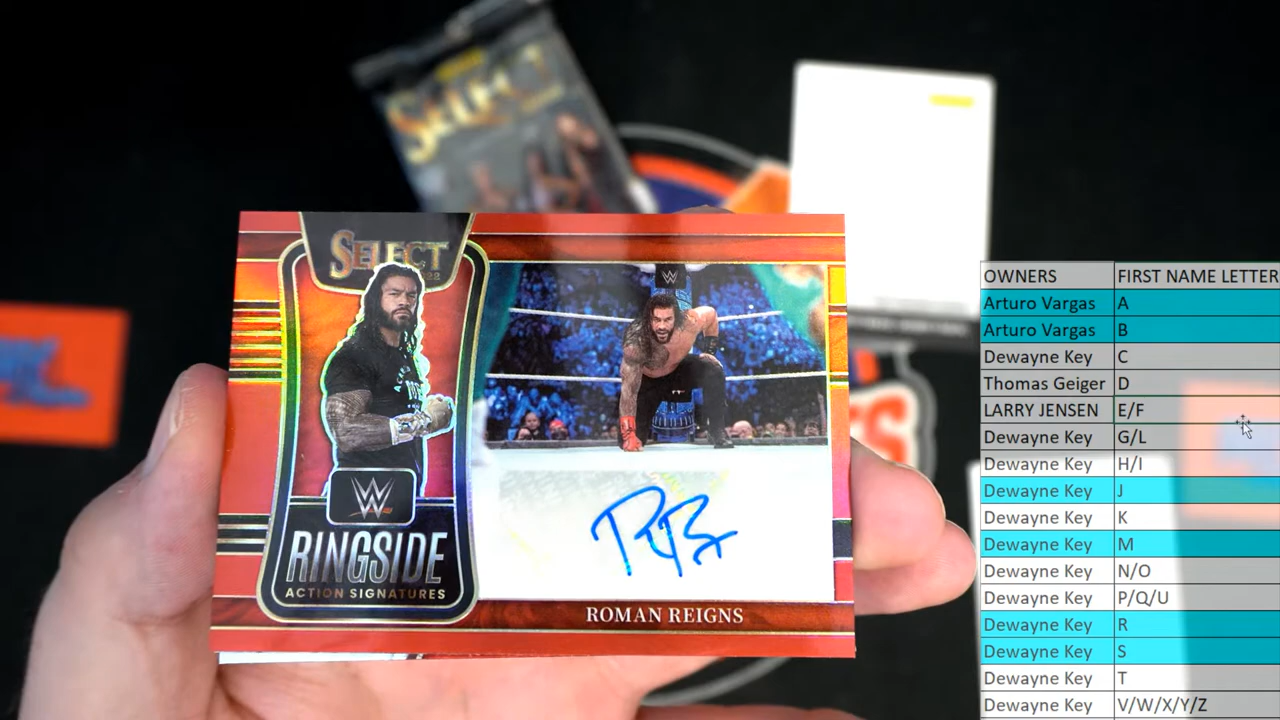 SELECT
SELECT
2022
W
W
RINGSIDE
ACTION SIGNATURES
ROMAN REIGNS
OWNERS FIRST NAME LETTER
Arturo Vargas A
Arturo Vargas B
Dewayne Key C
Thomas Geiger D
LARRY JENSEN E/F
Dewayne Key G/L
Dewayne Key H/I
Dewayne Key J
Dewayne Key K
Dewayne Key M
Dewayne Key N/O
Dewayne Key P/Q/U
Dewayne Key R
Dewayne Key S
Dewayne Key T
Dewayne Key V/W/X/Y/Z